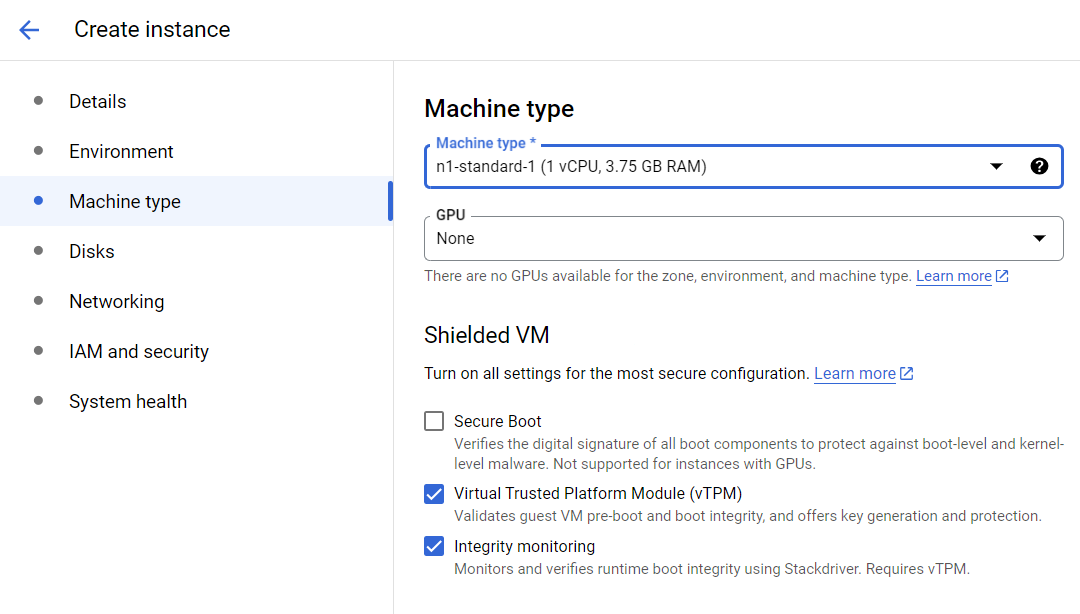 Create instance
Details
Environment
Machine type
Disks
Networking
IAM and security
System health
Machine type
Machine type *
n1-standard-1 (1 vCPU, 3.75 GB RAM)
?
GPU
None
There are no GPUs available for the zone, environment, and machine type. Learn more
Shielded VM
Turn on all settings for the most secure configuration. Learn more
Secure Boot
Verifies the digital signature of all boot components to protect against boot-level and kernel-
level malware. Not supported for instances with GPUs.
Virtual Trusted Platform Module (vTPM)
Validates guest VM pre-boot and boot integrity, and offers key generation and protection.
Integrity monitoring
Monitors and verifies runtime boot integrity using Stackdriver. Requires vTPM.